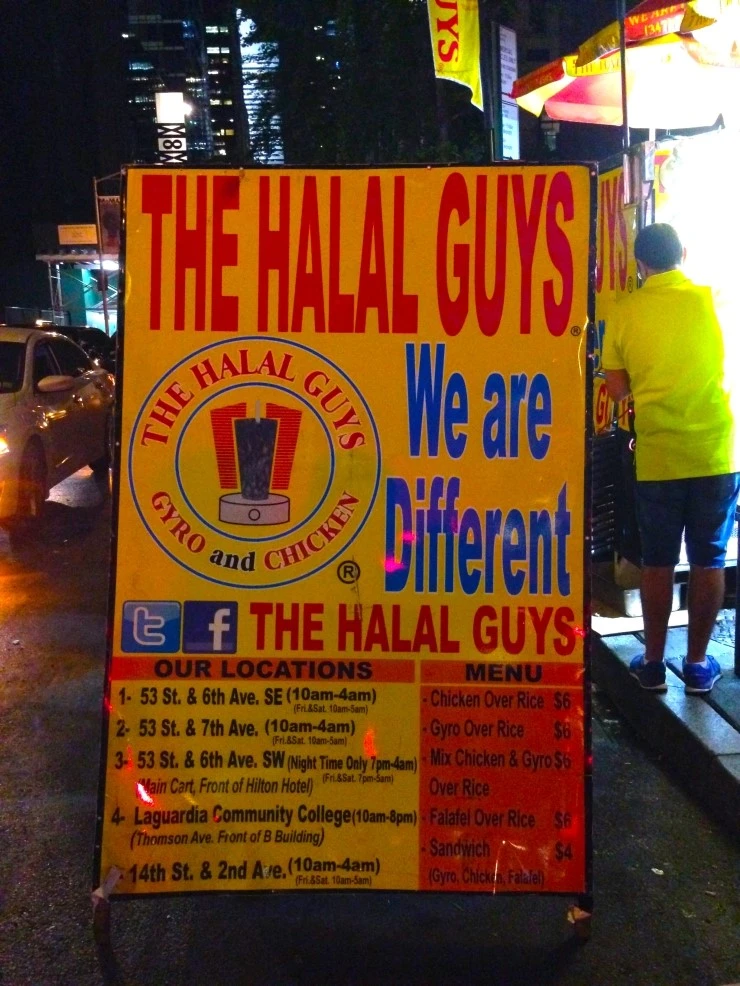 UYS
WE ARE
M8X
M8X
THE HALAL GUYS®
THE HALAL GUYS
GYRO and CHICKEN
®
We are
Different
THE HALAL GUYS
OUR LOCATIONS
1- 53 St. & 6th Ave. SE (10am-4am)
(Fri.&Sat. 10am-5am)
2- 53 St. & 7th Ave. (10am-4am)
(Fri.&Sat. 10am-5am)
3- 53 St. & 6th Ave. SW (Night Time Only 7pm-4am)
(Fri.&Sat. 7pm-5am)
(Main Cart, Front of Hilton Hotel)
4- Laguardia Community College (10am-8pm)
(Thomson Ave. Front of B Building)
- 14th St. & 2nd Ave. (10am-4am)
(Fri.&Sat. 10am-5am)
MENU
- Chicken Over Rice $6
- Gyro Over Rice $6
- Mix Chicken & Gyro $6
Over Rice
- Falafel Over Rice $6
- Sandwich $4
(Gyro, Chicken, Falafel)